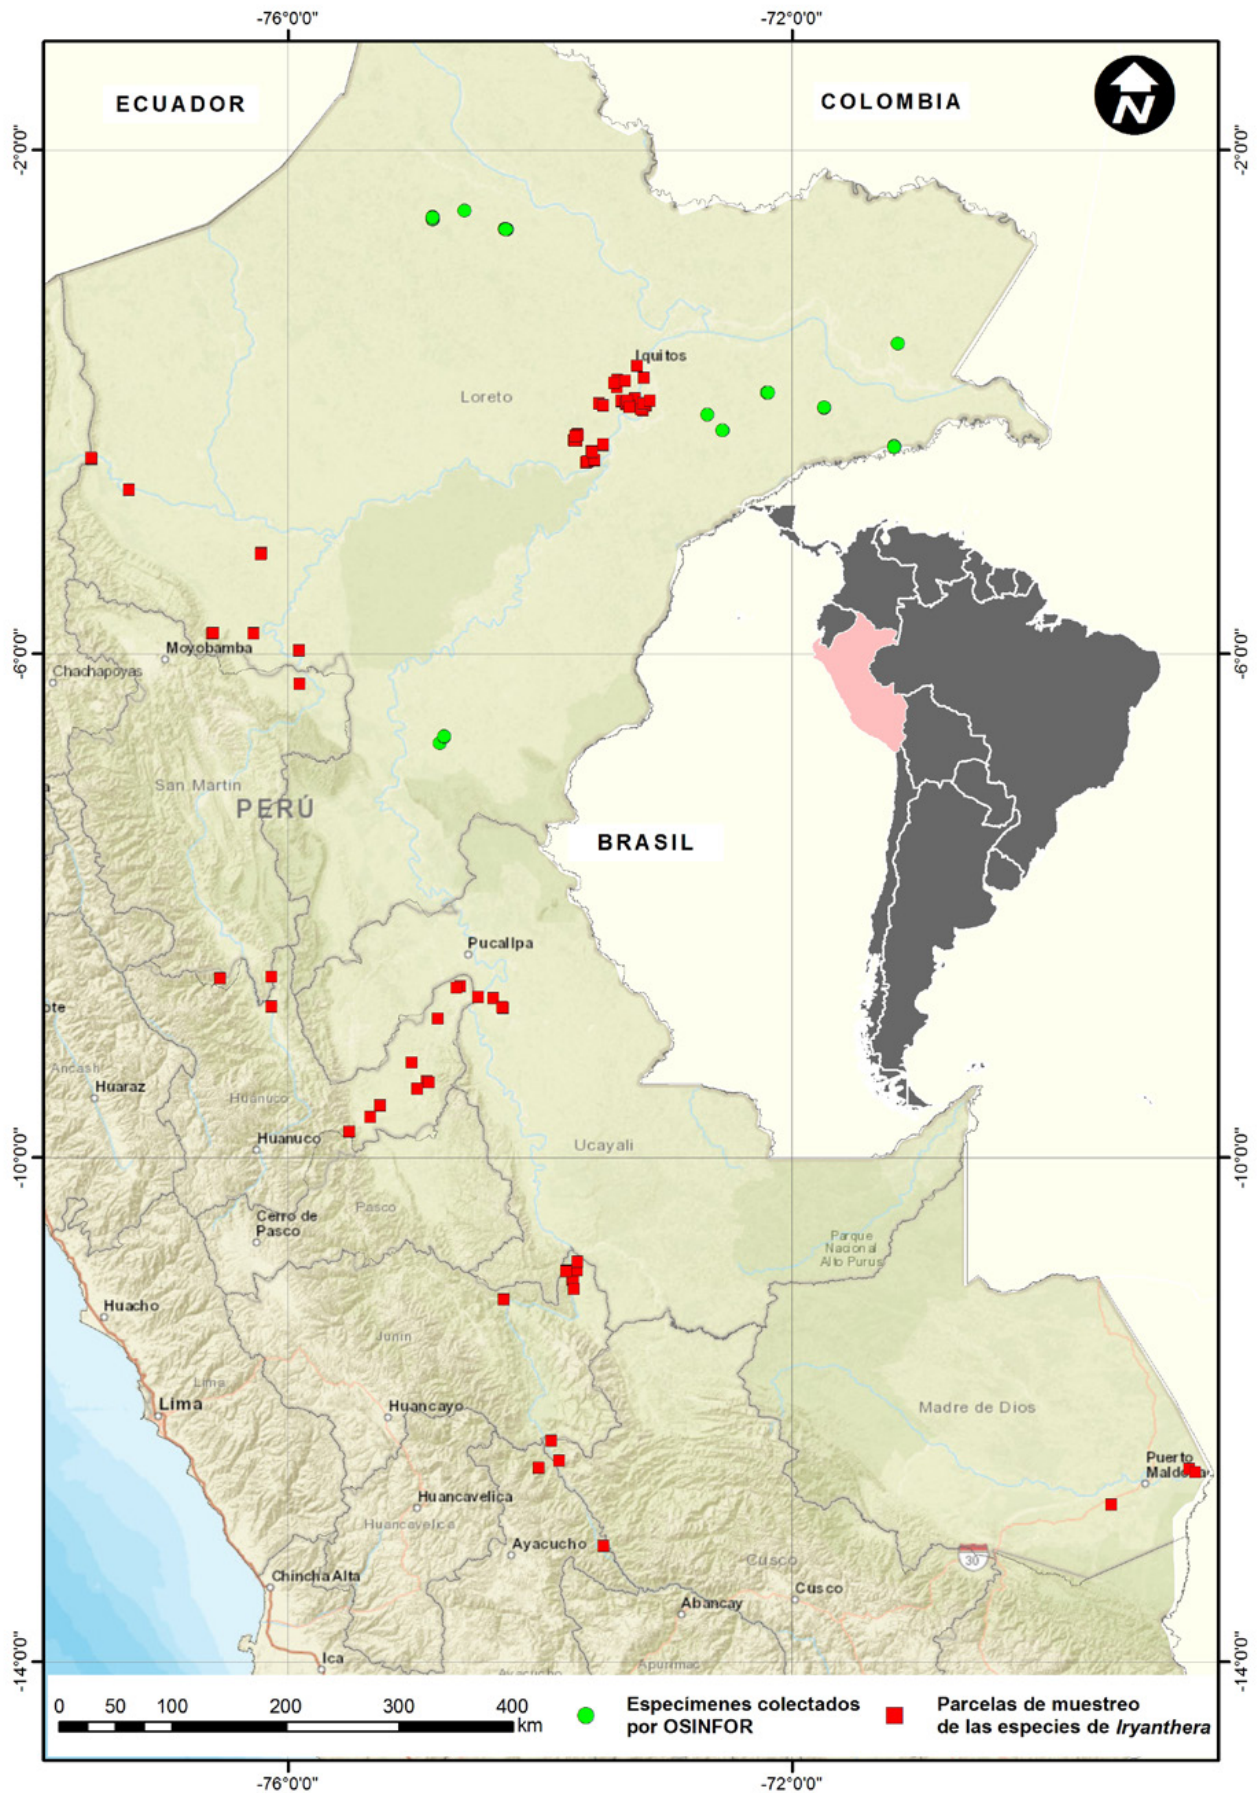 -76°0'0"
-72°0'0"
ECUADOR
COLOMBIA
N
-2°0'0"
-2°0'0"
Iquitos
Loreto
Moyobamba
-6°0'0"
-6°0'0"
Chachapoyas
San Martin
PERÚ
BRASIL
Pucallpa
ote
Ancash
Huaraz
Huánuco
Huanuco
Ucayali
-10°0'0"
-10°0'0"
Pasco
Cerro de
Pasco
Parque
Nacional
Alto Purus
Huacho
Junin
Lima
Lima
Huancayo
Madre de Dios
Puerto
Huancavelica
Huancavelica
Ayacucho
30
Cusco
Chincha Alta
Cusco
Abancay
Ica
Ayacucho
Apurimac
-14°0'0"
-14°0'0"
0 50 100 200 300 400
km
Especímenes colectados
por OSINFOR
Parcelas de muestreo
de las especies de Iryanthera
-76°0'0"
-72°0'0"